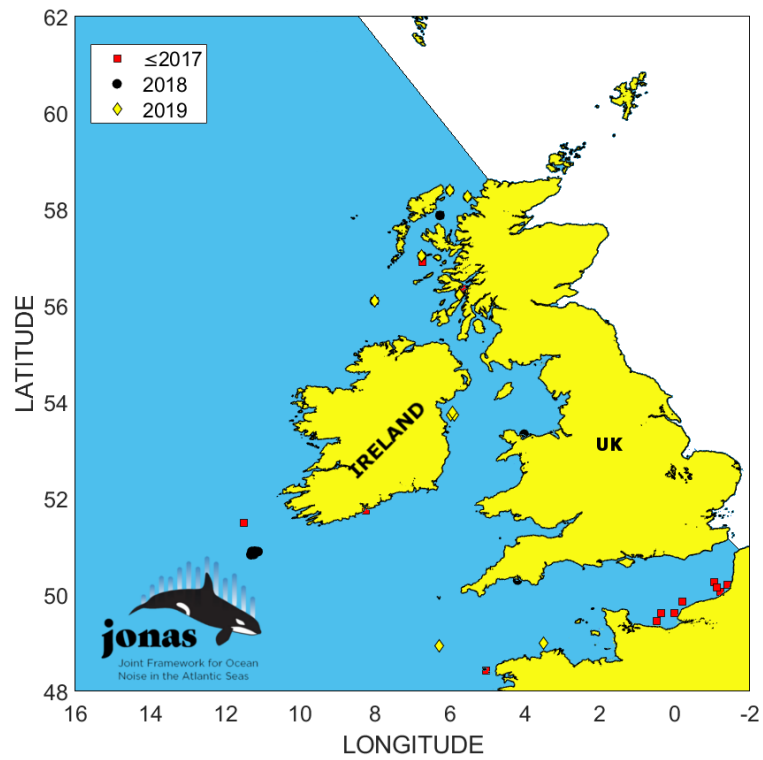 ≤2017
2018
2019
62
60
58
56
54
52
50
48
LATITUDE
IRELAND
UK
jonas
Joint Framework for Ocean
Noise in the Atlantic Seas
16 14 12 10 8 6 4 2 0 -2
LONGITUDE